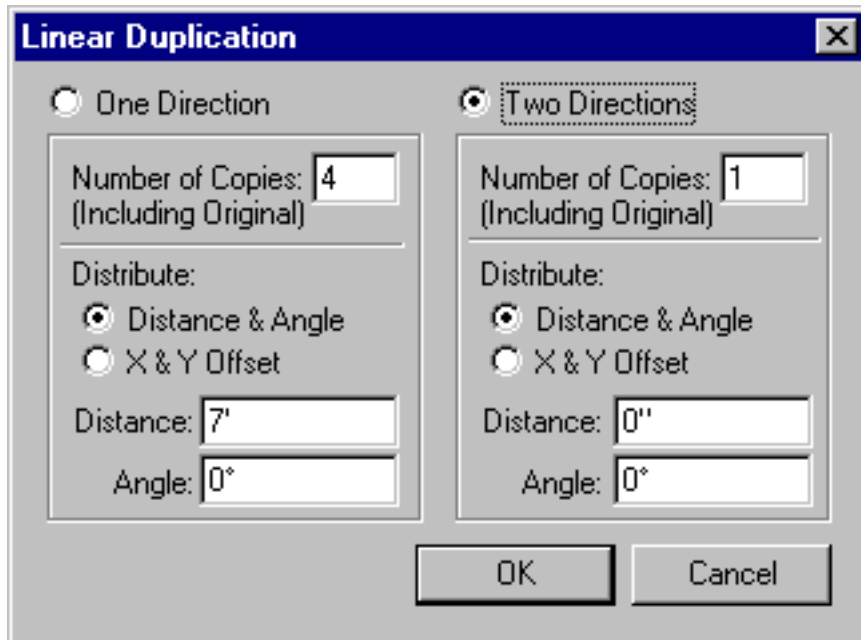 Linear Duplication
One Direction
Number of Copies: 4
(Including Original)
Distribute:
Distance & Angle
X & Y Offset
Distance: 7'
Angle: 0°
Two Directions
Number of Copies: 1
(Including Original)
Distribute:
Distance & Angle
X & Y Offset
Distance: 0"
Angle: 0°
OK
Cancel